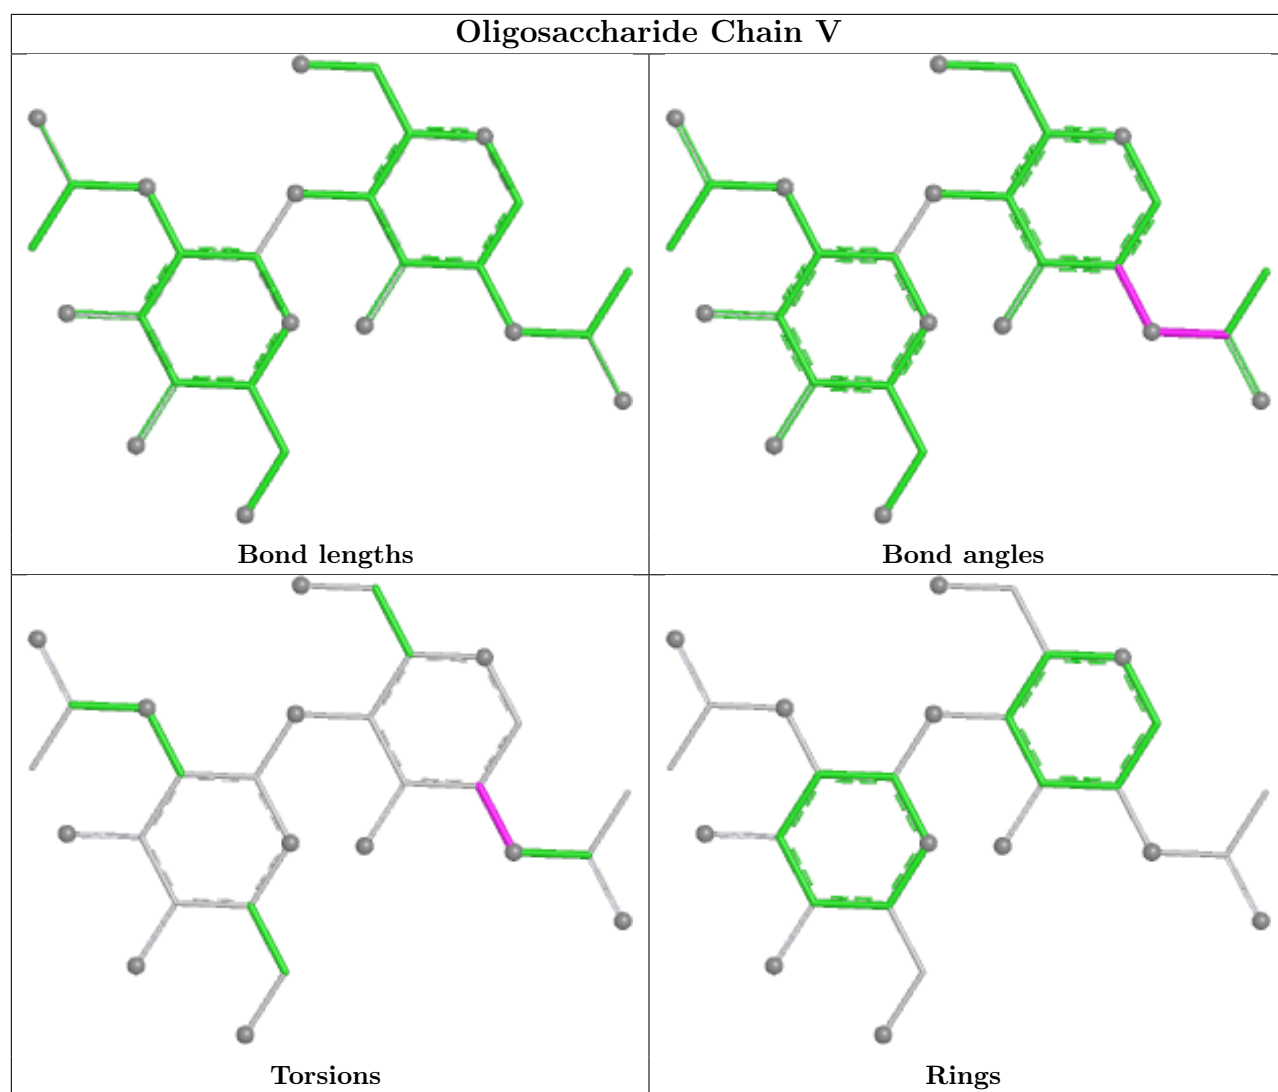 Oligosaccharide Chain V
Bond lengths
Bond angles
Torsions
Rings